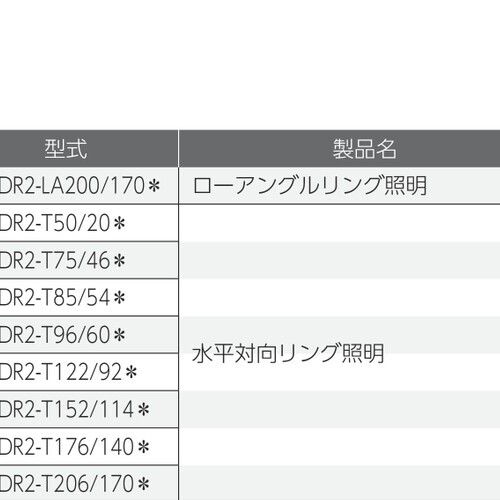 型式 製品名
DR2-LA200/170＊ ローアングルリング照明
DR2-T50/20＊
DR2-T75/46＊
DR2-T85/54＊
DR2-T96/60＊
水平対向リング照明
DR2-T122/92＊
DR2-T152/114＊
DR2-T176/140＊
DR2-T206/170＊